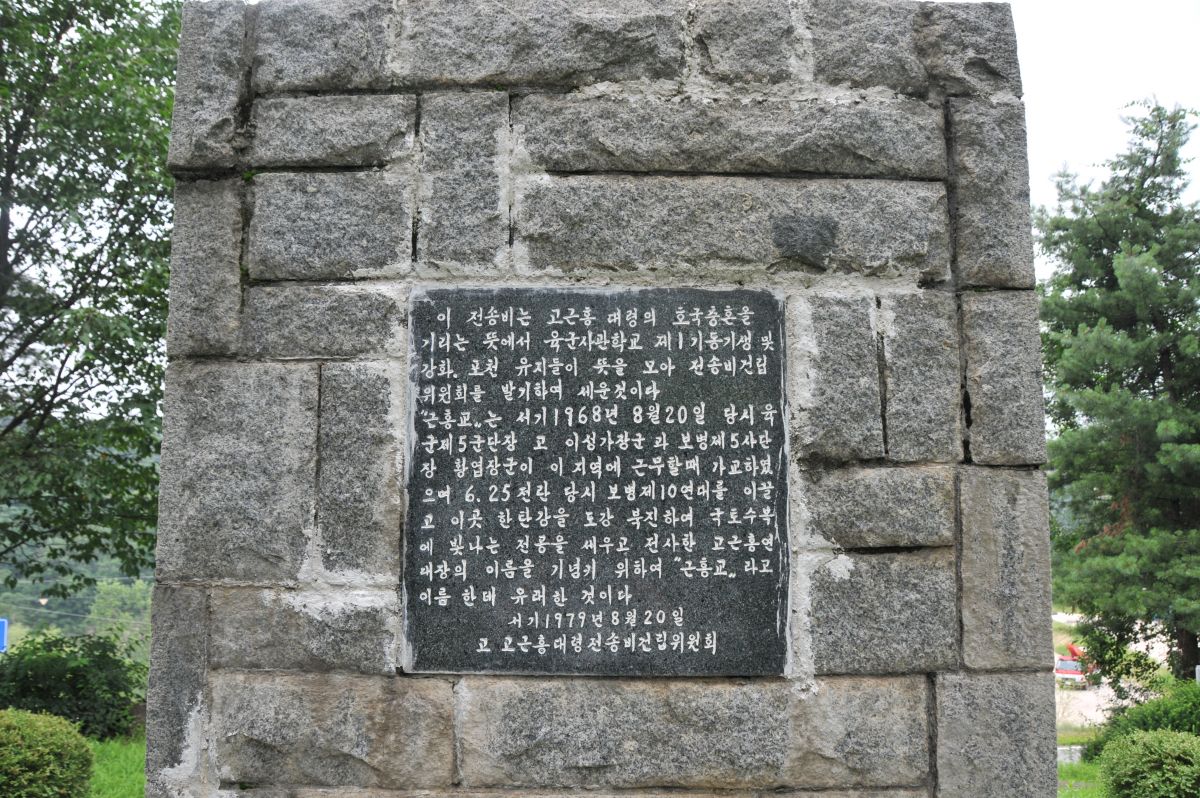 이 전송비는 고근홍 대령의 호국충혼을
기리는 뜻에서 육군사관학교 제1기동기생 및
강화. 포천 유지들이 뜻을 모아 전송비건립
위원회를 발기하여 세운것이다
"근홍교„는 서기1968년 8월20일 당시 육
군제5군단장 고 이성가장군과 보병제5사단
장 황엽장군이 이 지역에 근무할때 가교하였
으며 6.25전란 당시 보병제10연대를 이끌
고 이곳 한탄강을 도강 북진하여 국토수복
에 빛나는 전공을 세우고 전사한 고근홍연
대장의 이름을 기념키 위하여 "근홍교„라고
이름 한데 유래한 것이다
서기1979년 8월 20일
고 고근홍대령전송비건립위원회